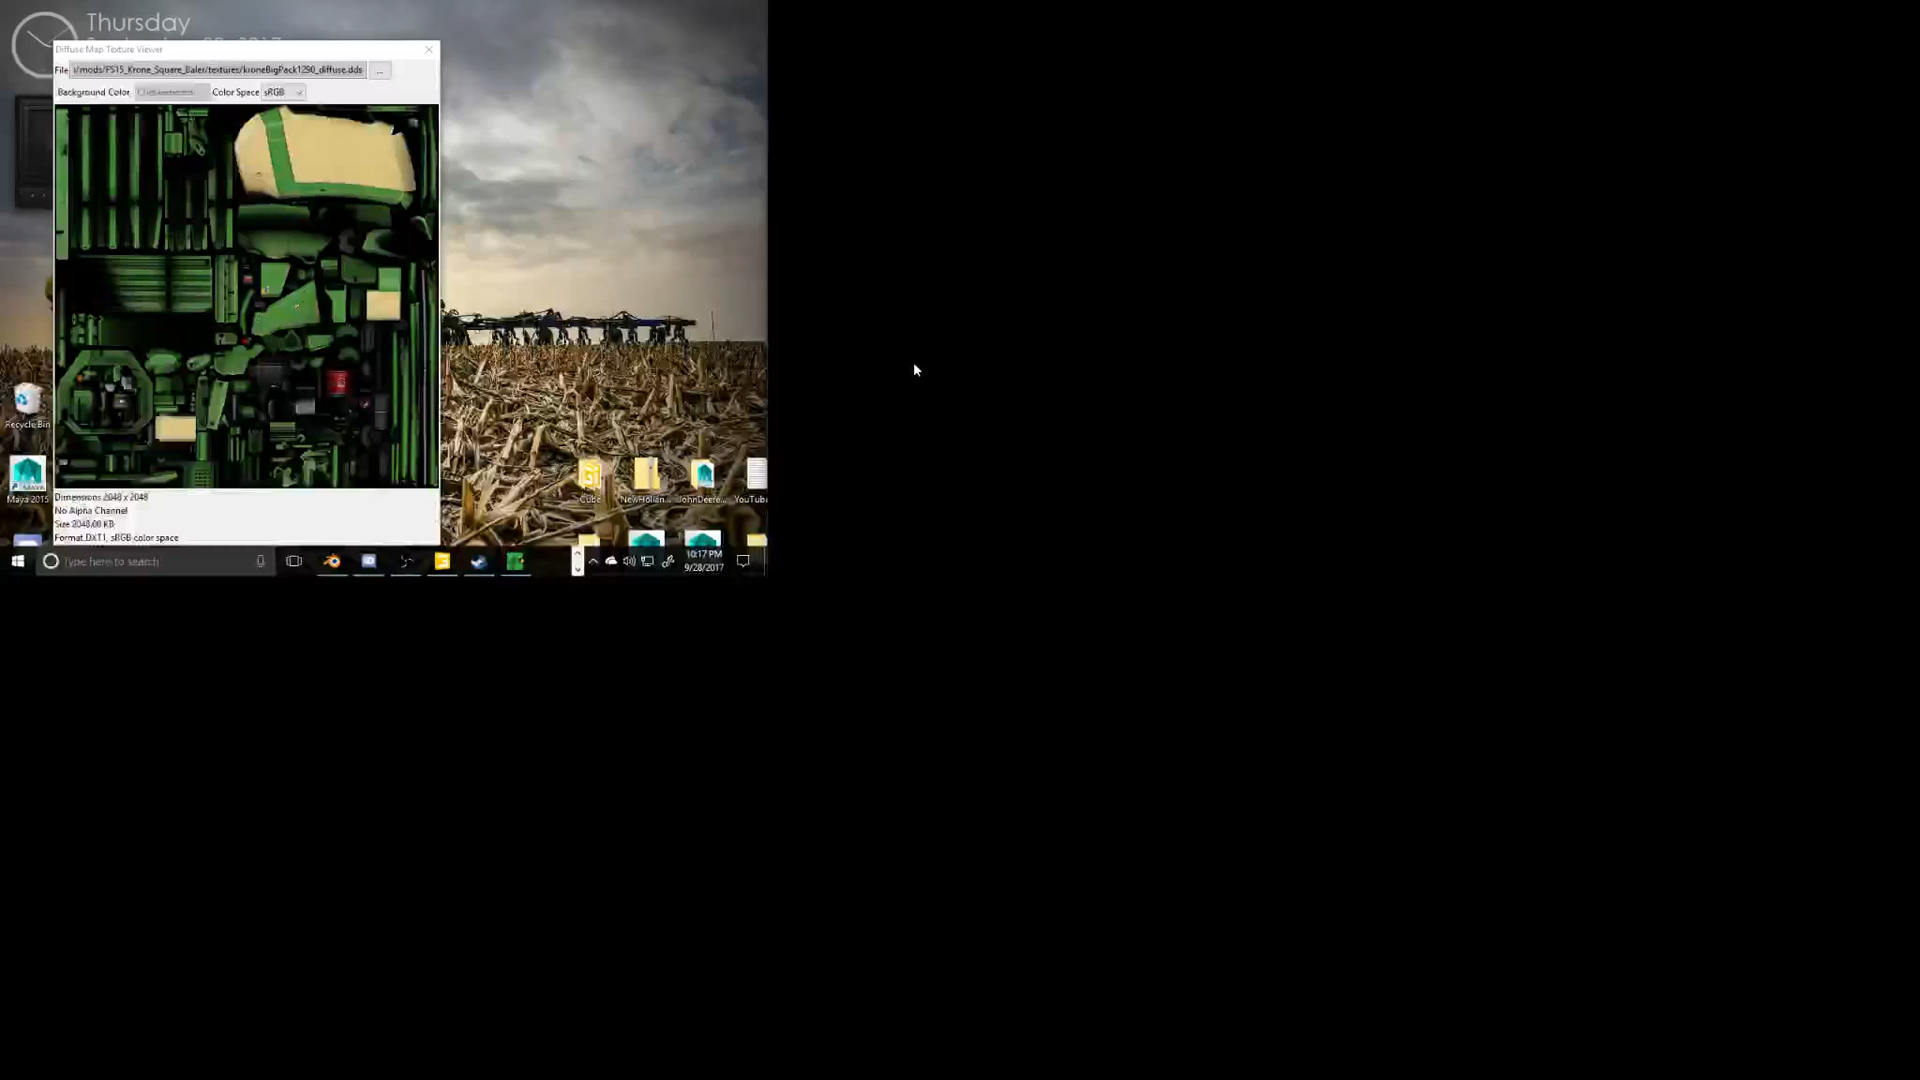 Thursday
Diffuse Map Texture Viewer
File
i/mods/FS15_Krone_Square_Baler/textures/kroneBigPack1290_diffuse.dds
...
Background Color
Color Space
sRGB
Recycle Bin
Maya 2015
Cube
NewHollan...
JohnDeere...
YouTub
Dimensions 2048 x 2048
No Alpha Channel
Size 2048.00 KB
Format DXT1, sRGB color space
Type here to search
10:17 PM
9/28/2017